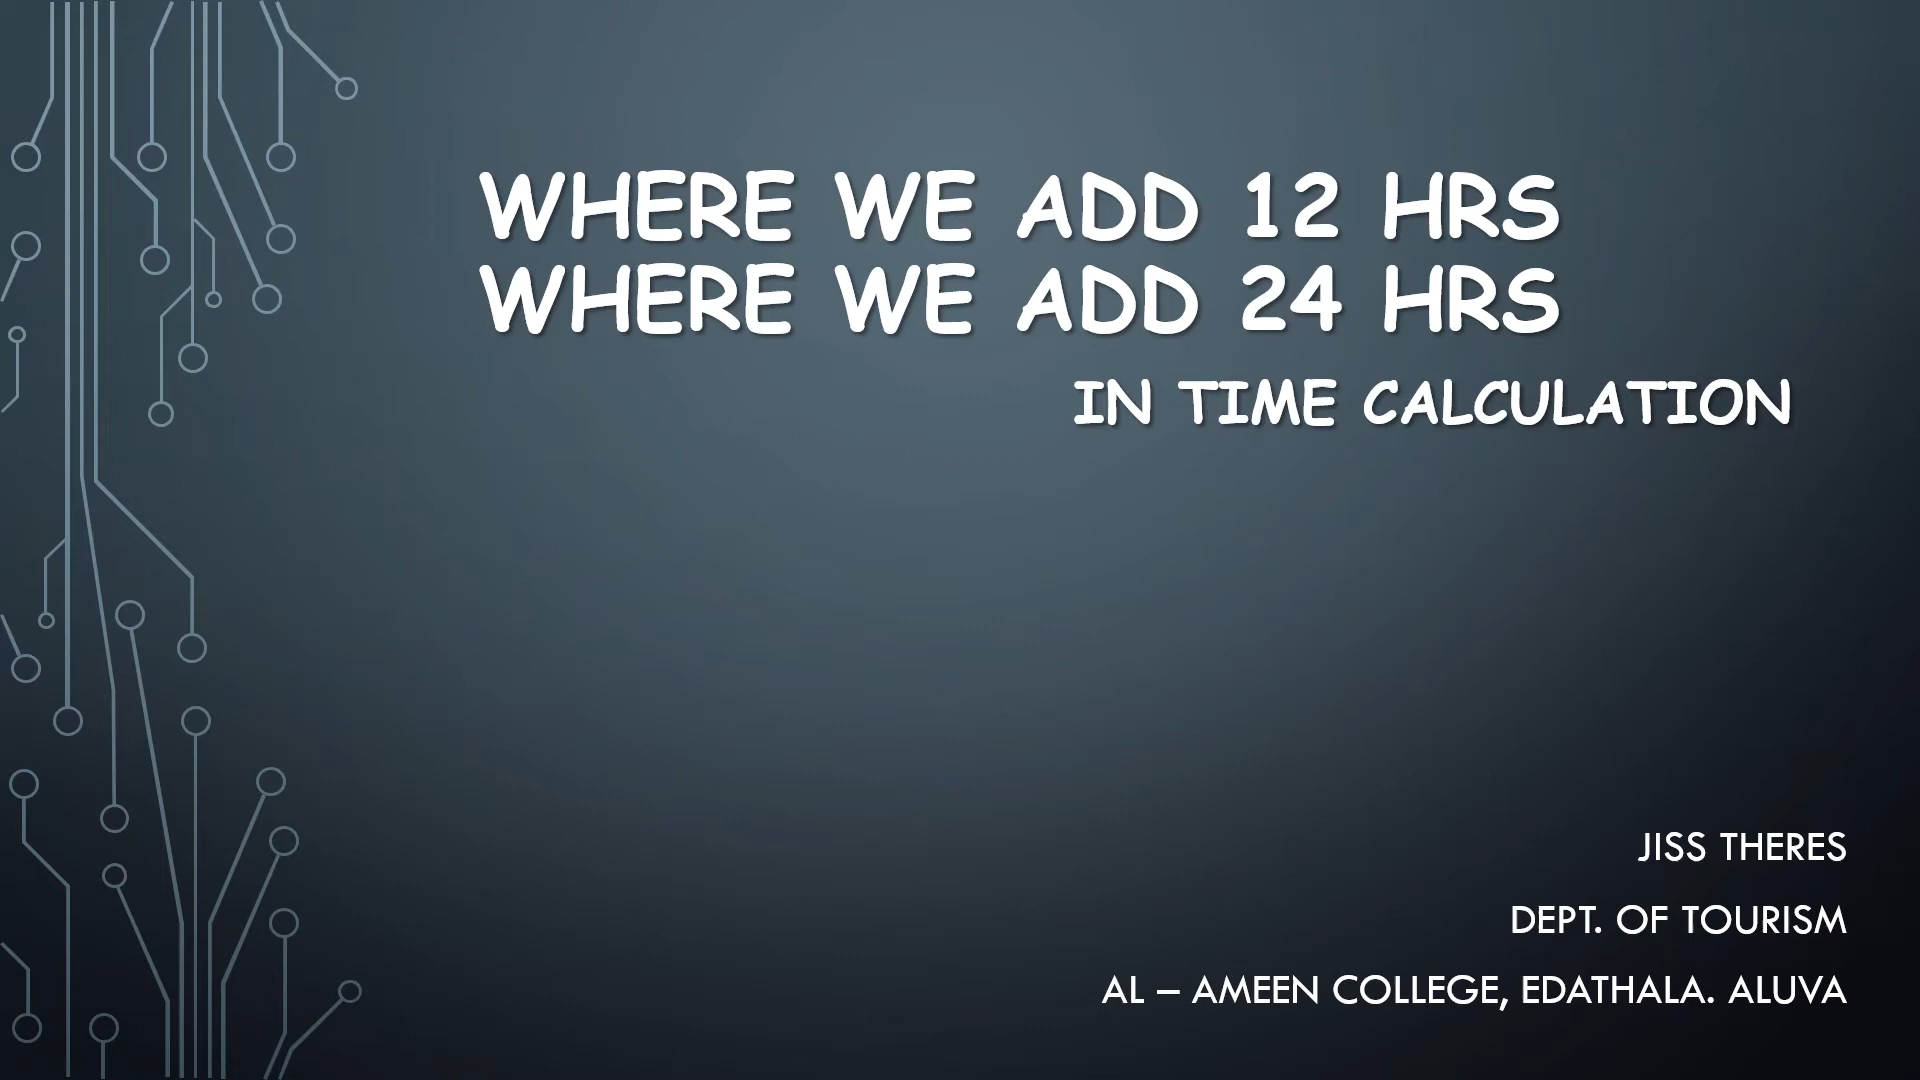 WHERE WE ADD 12 HRS
WHERE WE ADD 24 HRS
IN TIME CALCULATION
JISS THERES
DEPT. OF TOURISM
AL – AMEEN COLLEGE, EDATHALA. ALUVA